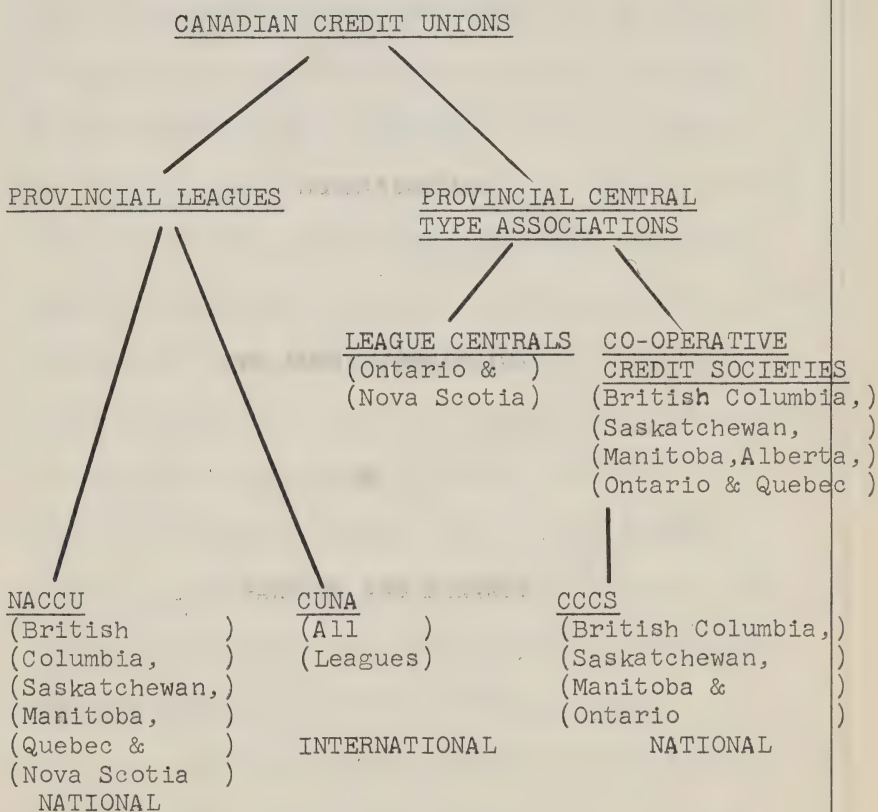 CANADIAN CREDIT UNIONS
PROVINCIAL LEAGUES
PROVINCIAL CENTRAL
TYPE ASSOCIATIONS
LEAGUE CENTRALS
(Ontario & )
(Nova Scotia)
CO-OPERATIVE
CREDIT SOCIETIES
(British Columbia,)
(Saskatchewan, )
(Manitoba,Alberta,)
(Ontario & Quebec )
NACCU
(British )
(Columbia, )
(Saskatchewan,)
(Manitoba, )
(Quebec & )
(Nova Scotia )
NATIONAL
CUNA
(All )
(Leagues)
INTERNATIONAL
CCCS
(British Columbia,)
(Saskatchewan, )
(Manitoba & )
(Ontario )
NATIONAL